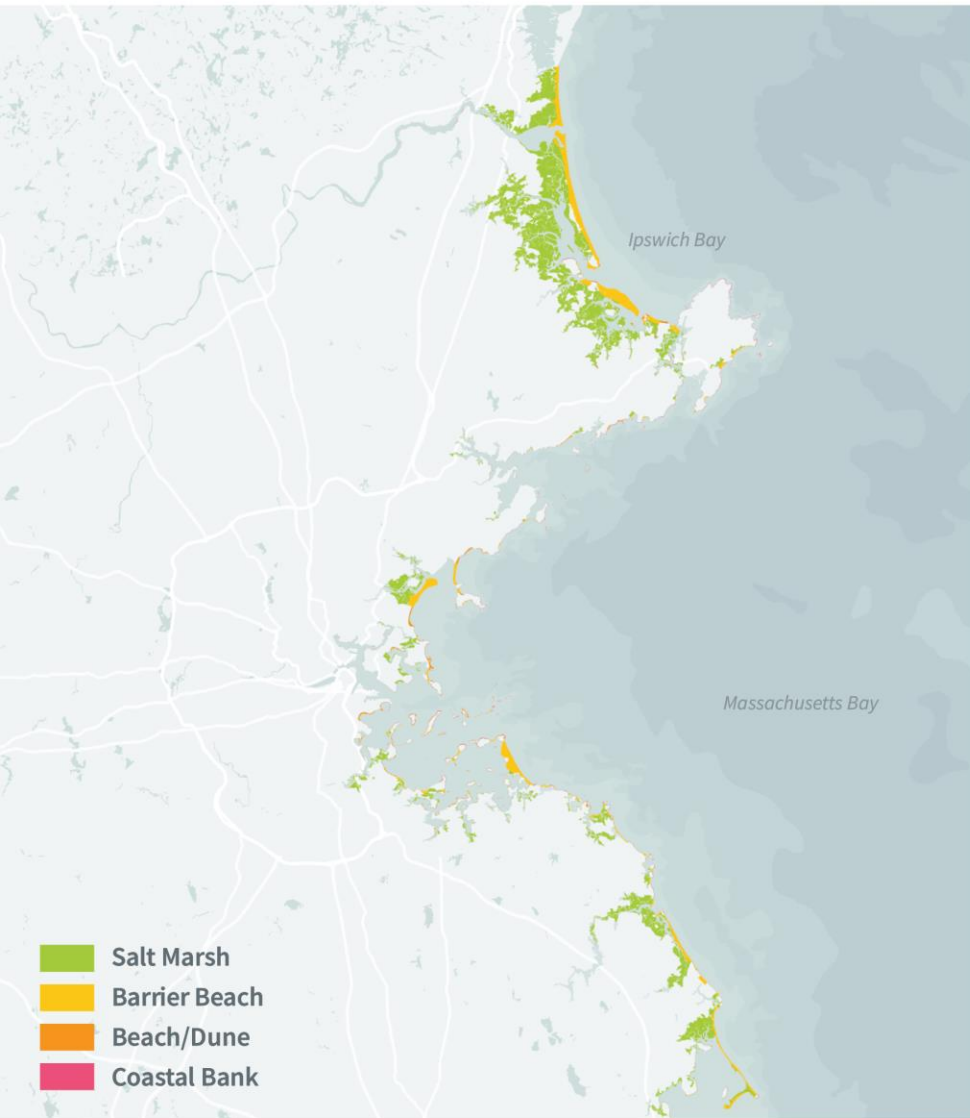 Ipswich Bay
Massachusetts Bay
Salt Marsh
Barrier Beach
Beach/Dune
Coastal Bank